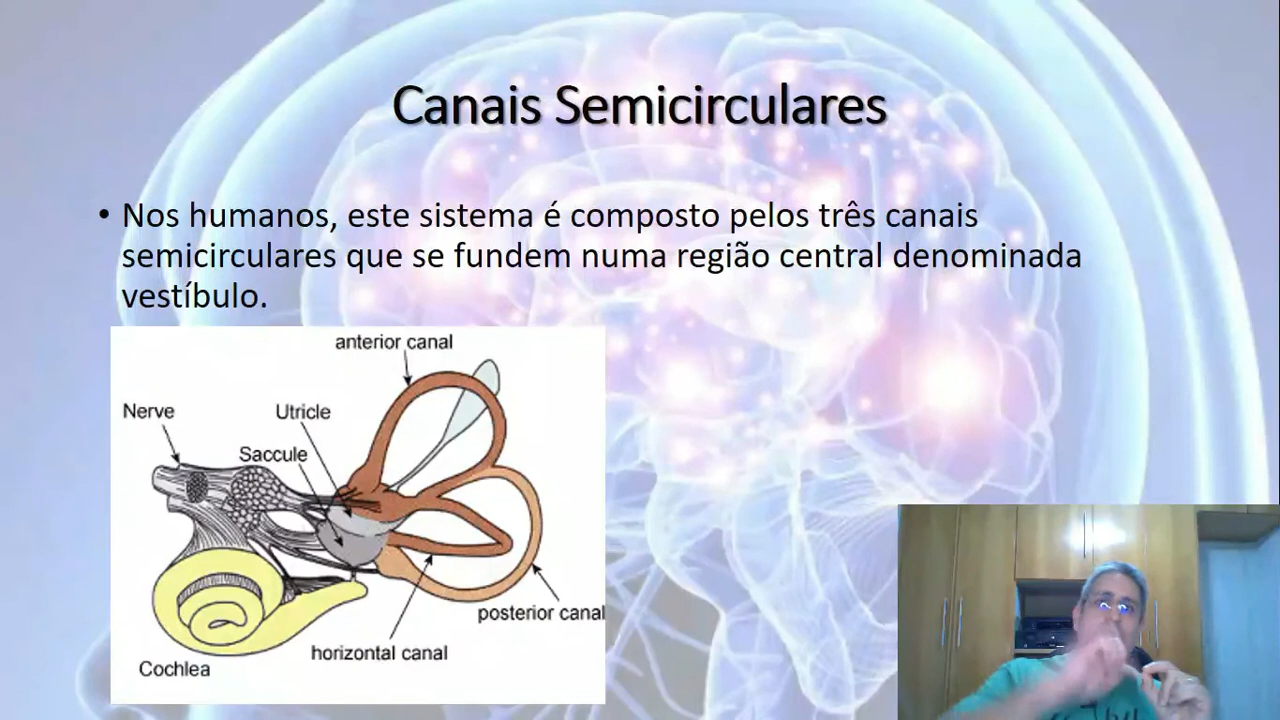 Canais Semicirculares
• Nos humanos, este sistema é composto pelos três canais
semicirculares que se fundem numa região central denominada
vestíbulo.
anterior canal
Nerve
Utricle
Saccule
posterior canal
horizontal canal
Cochlea